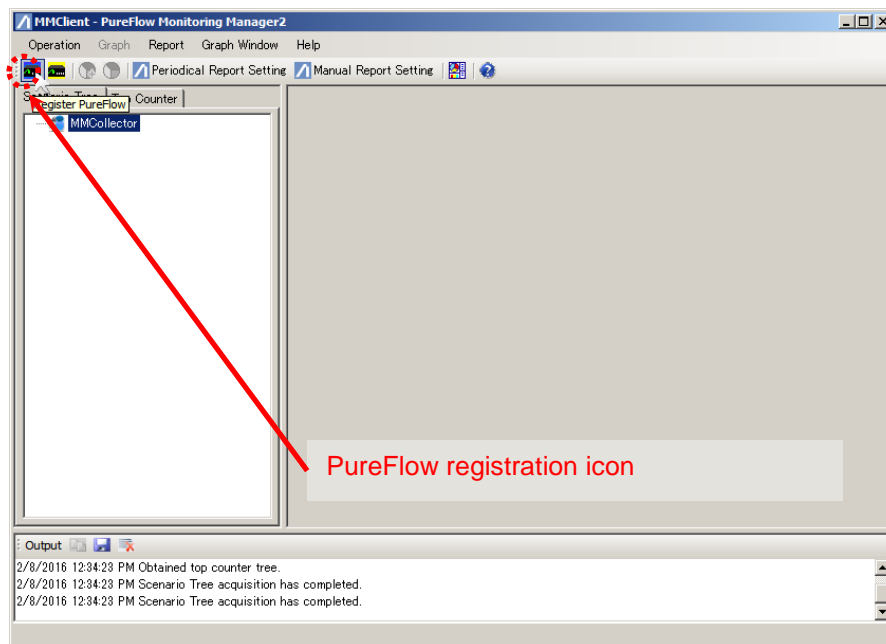 MMClient - PureFlow Monitoring Manager2
Operation Graph Report Graph Window Help
Periodical Report Setting Manual Report Setting
Counter
Register PureFlow
MMCollector
PureFlow registration icon
Output
2/8/2016 12:34:23 PM Obtained top counter tree.
2/8/2016 12:34:23 PM Scenario Tree acquisition has completed.
2/8/2016 12:34:23 PM Scenario Tree acquisition has completed.